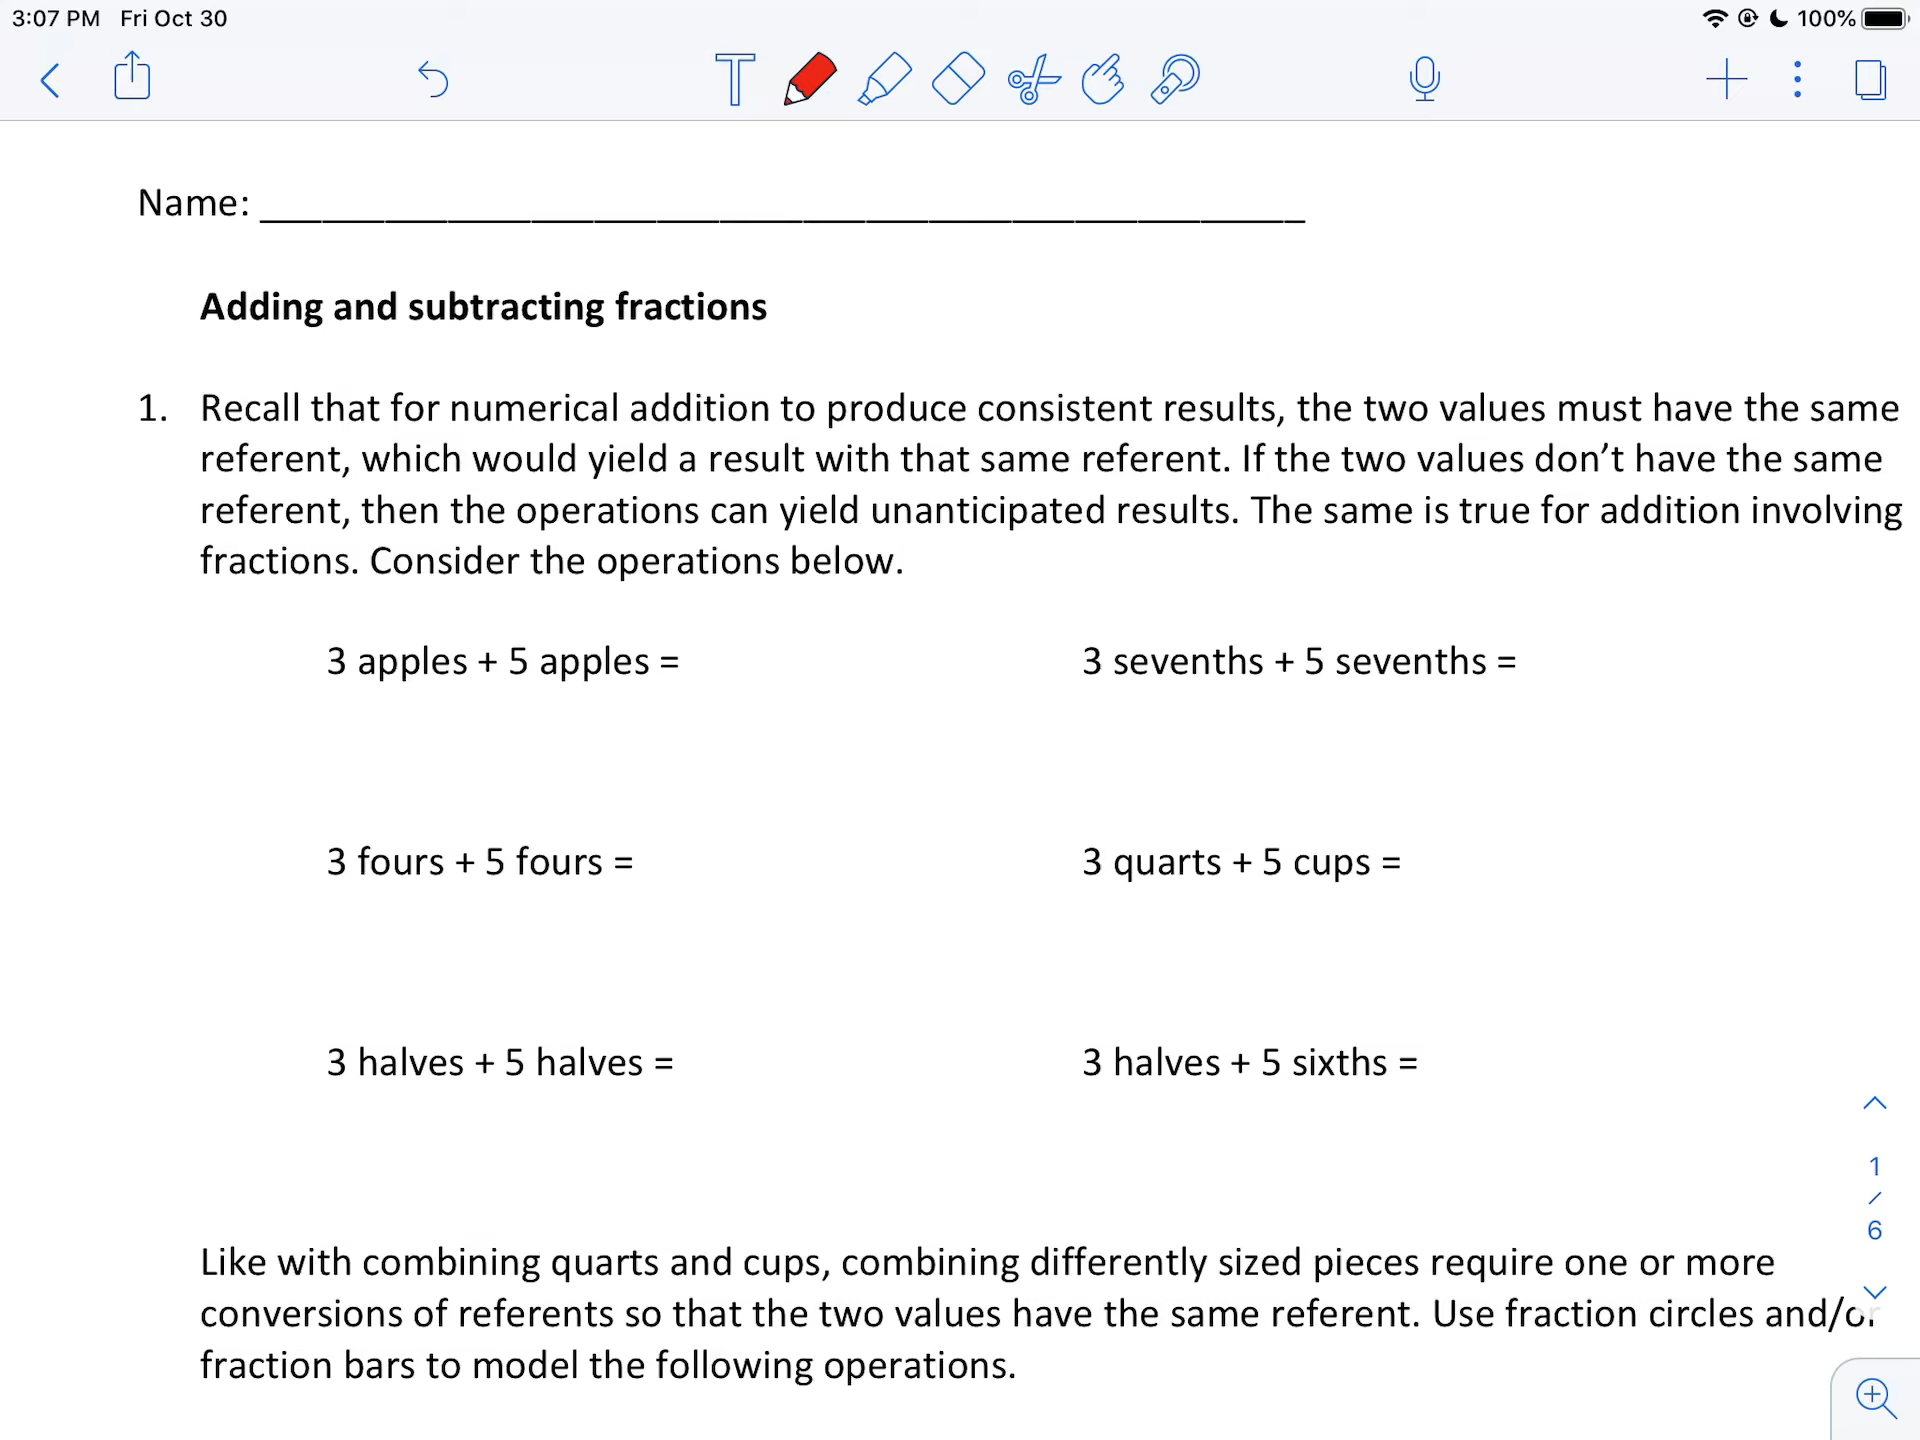 3:07 PM Fri Oct 30
100%
Name:
Adding and subtracting fractions
1. Recall that for numerical addition to produce consistent results, the two values must have the same
referent, which would yield a result with that same referent. If the two values don’t have the same
referent, then the operations can yield unanticipated results. The same is true for addition involving
fractions. Consider the operations below.
3 apples + 5 apples =
3 sevenths + 5 sevenths =
3 fours + 5 fours =
3 quarts + 5 cups =
3 halves + 5 halves =
3 halves + 5 sixths =
1
/
6
Like with combining quarts and cups, combining differently sized pieces require one or more
conversions of referents so that the two values have the same referent. Use fraction circles and/or
fraction bars to model the following operations.